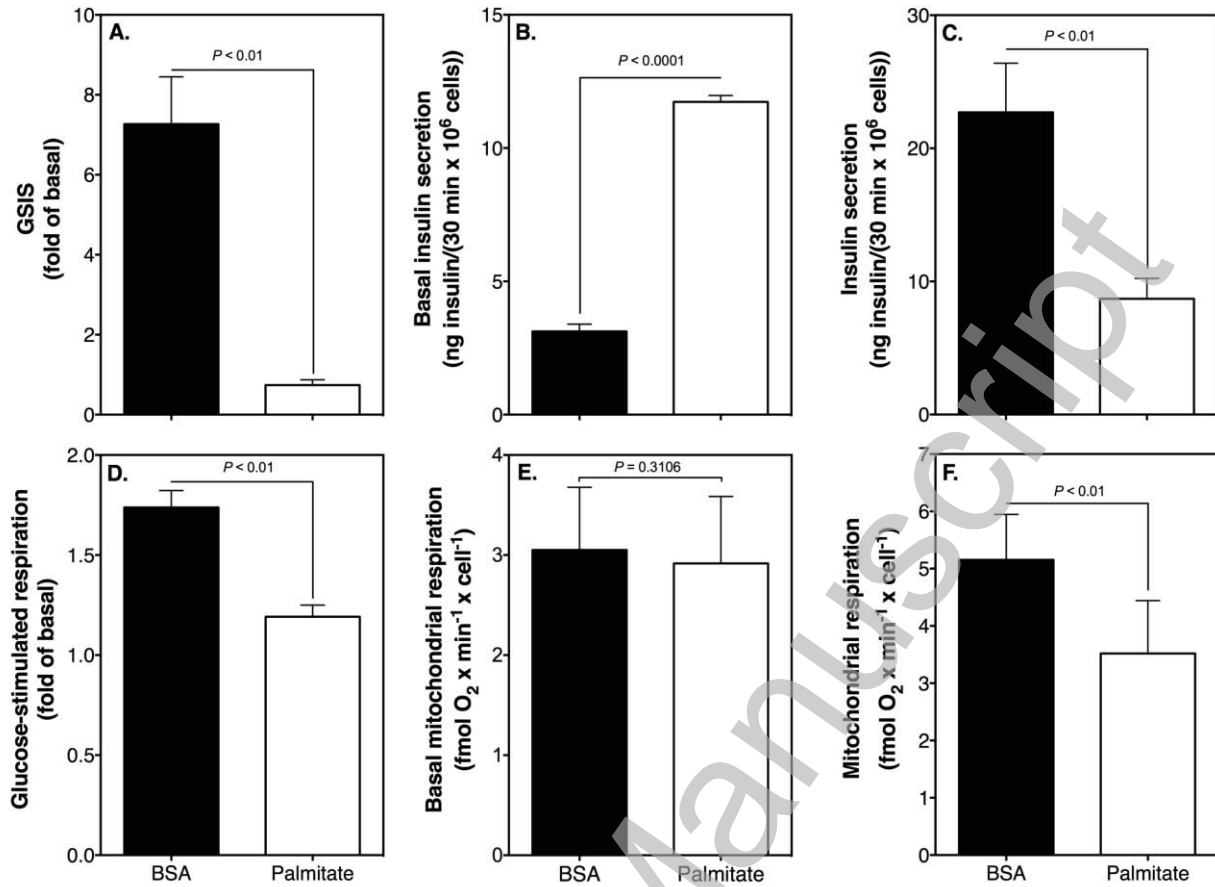 A.
P < 0.01
GSIS
(fold of basal)
10
8
6
4
2
0
B.
P < 0.0001
Basal insulin secretion
(ng insulin/(30 min x 10⁶ cells))
15
10
5
0
C.
P < 0.01
Insulin secretion
(ng insulin/(30 min x 10⁶ cells))
30
20
10
0
D.
P < 0.01
Glucose-stimulated respiration
(fold of basal)
2.0
1.5
1.0
0.5
0.0
BSA Palmitate
E.
P = 0.3106
Basal mitochondrial respiration
(fmol O₂ x min⁻¹ x cell⁻¹)
4
3
2
1
0
BSA Palmitate
F.
P < 0.01
Mitochondrial respiration
(fmol O₂ x min⁻¹ x cell⁻¹)
7
6
5
4
3
2
1
0
BSA Palmitate
Manuscript